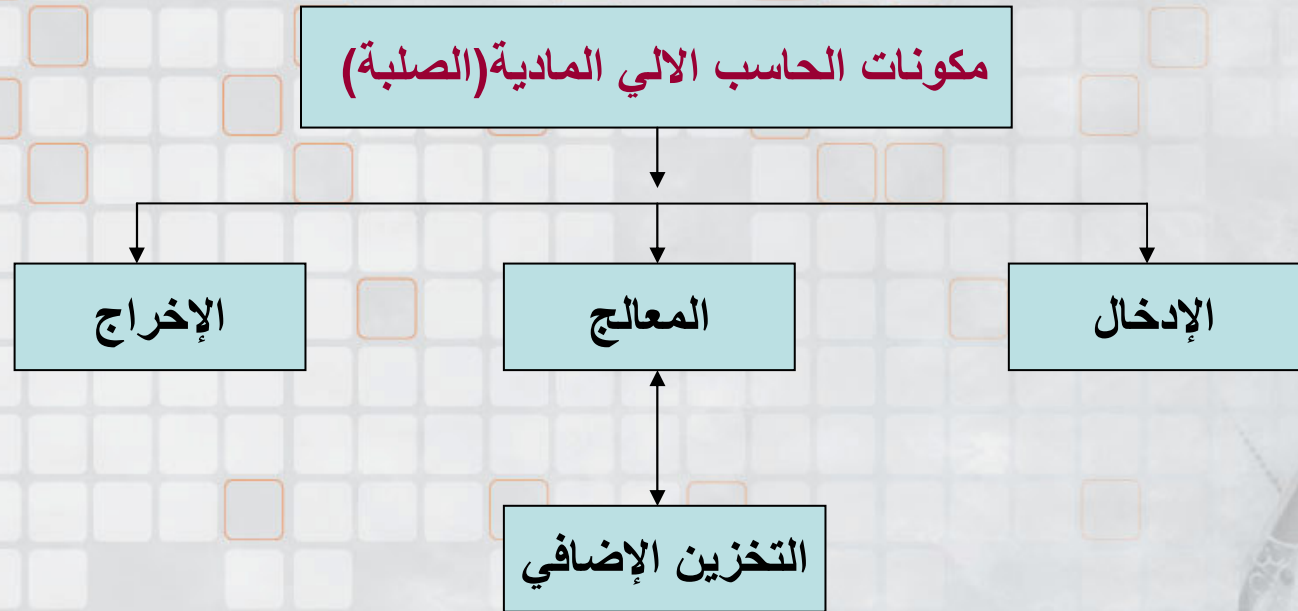 مكونات الحاسب الالي المادية(الصلبة)
الإدخال
المعالج
الإخراج
التخزين الإضافي